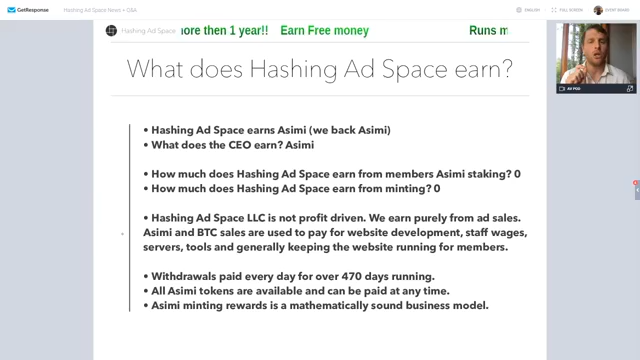 GetResponse
Hashing Ad Space News + Q&A
ENGLISH
FULL SCREEN
Hashing Ad Space
ore then 1 year!! Earn Free money Runs m
What does Hashing Ad Space earn?
• Hashing Ad Space earns Asimi (we back Asimi)
• What does the CEO earn? Asimi
• How much does Hashing Ad Space earn from members Asimi staking? 0
• How much does Hashing Ad Space earn from minting? 0
• Hashing Ad Space LLC is not profit driven. We earn purely from ad sales.
Asimi and BTC sales are used to pay for website development, staff wages,
servers, tools and generally keeping the website running for members.
• Withdrawals paid every day for over 470 days running.
• All Asimi tokens are available and can be paid at any time.
• Asimi minting rewards is a mathematically sound business model.